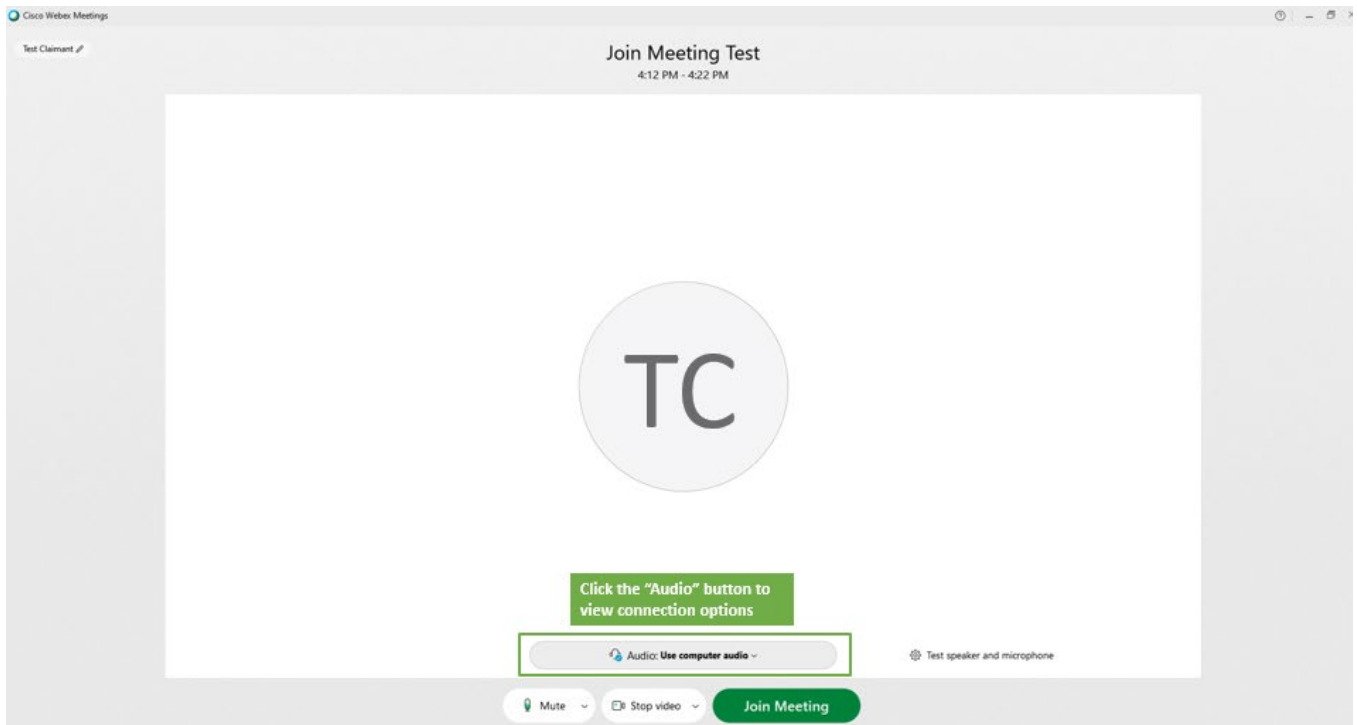 Cisco Webex Meetings
Test Claimant
Join Meeting Test
4:12 PM - 4:22 PM
TC
Click the “Audio” button to
view connection options
Audio: Use computer audio
Test speaker and microphone
Mute
Stop video
Join Meeting